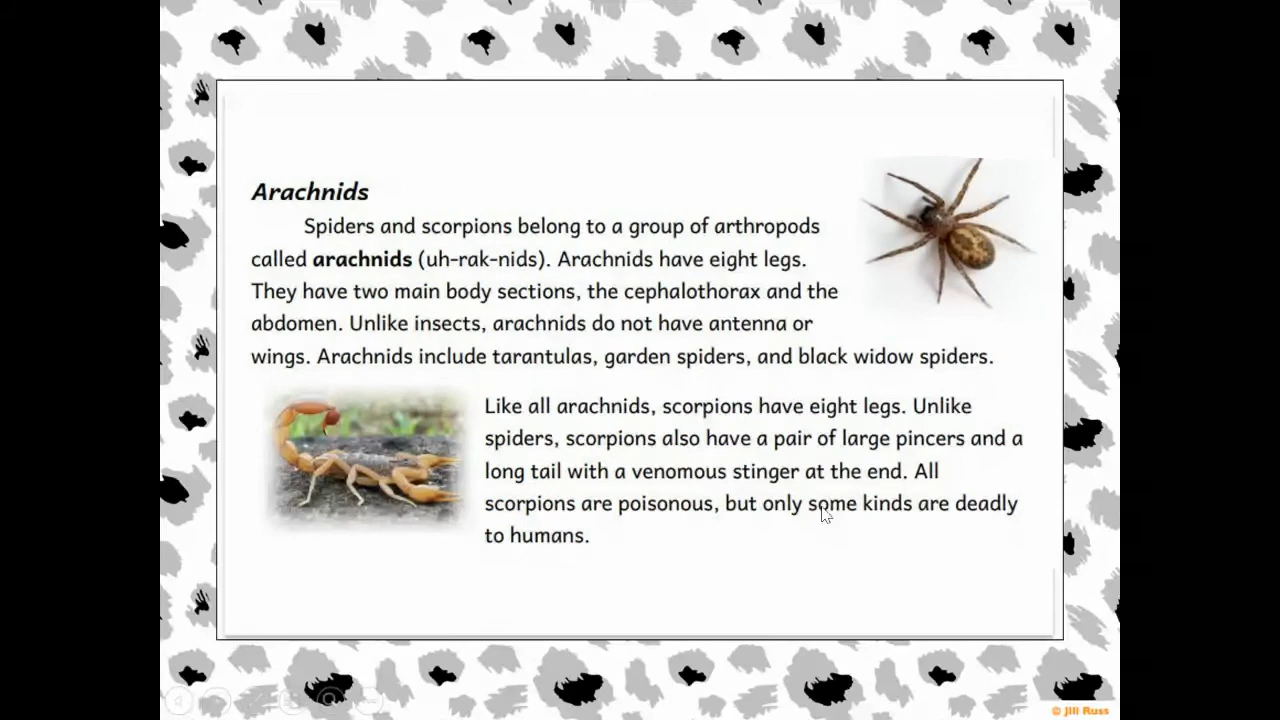 Arachnids
Spiders and scorpions belong to a group of arthropods
called arachnids (uh-rak-nids). Arachnids have eight legs.
They have two main body sections, the cephalothorax and the
abdomen. Unlike insects, arachnids do not have antenna or
wings. Arachnids include tarantulas, garden spiders, and black widow spiders.
Like all arachnids, scorpions have eight legs. Unlike
spiders, scorpions also have a pair of large pincers and a
long tail with a venomous stinger at the end. All
scorpions are poisonous, but only some kinds are deadly
to humans.
© Jill Russ